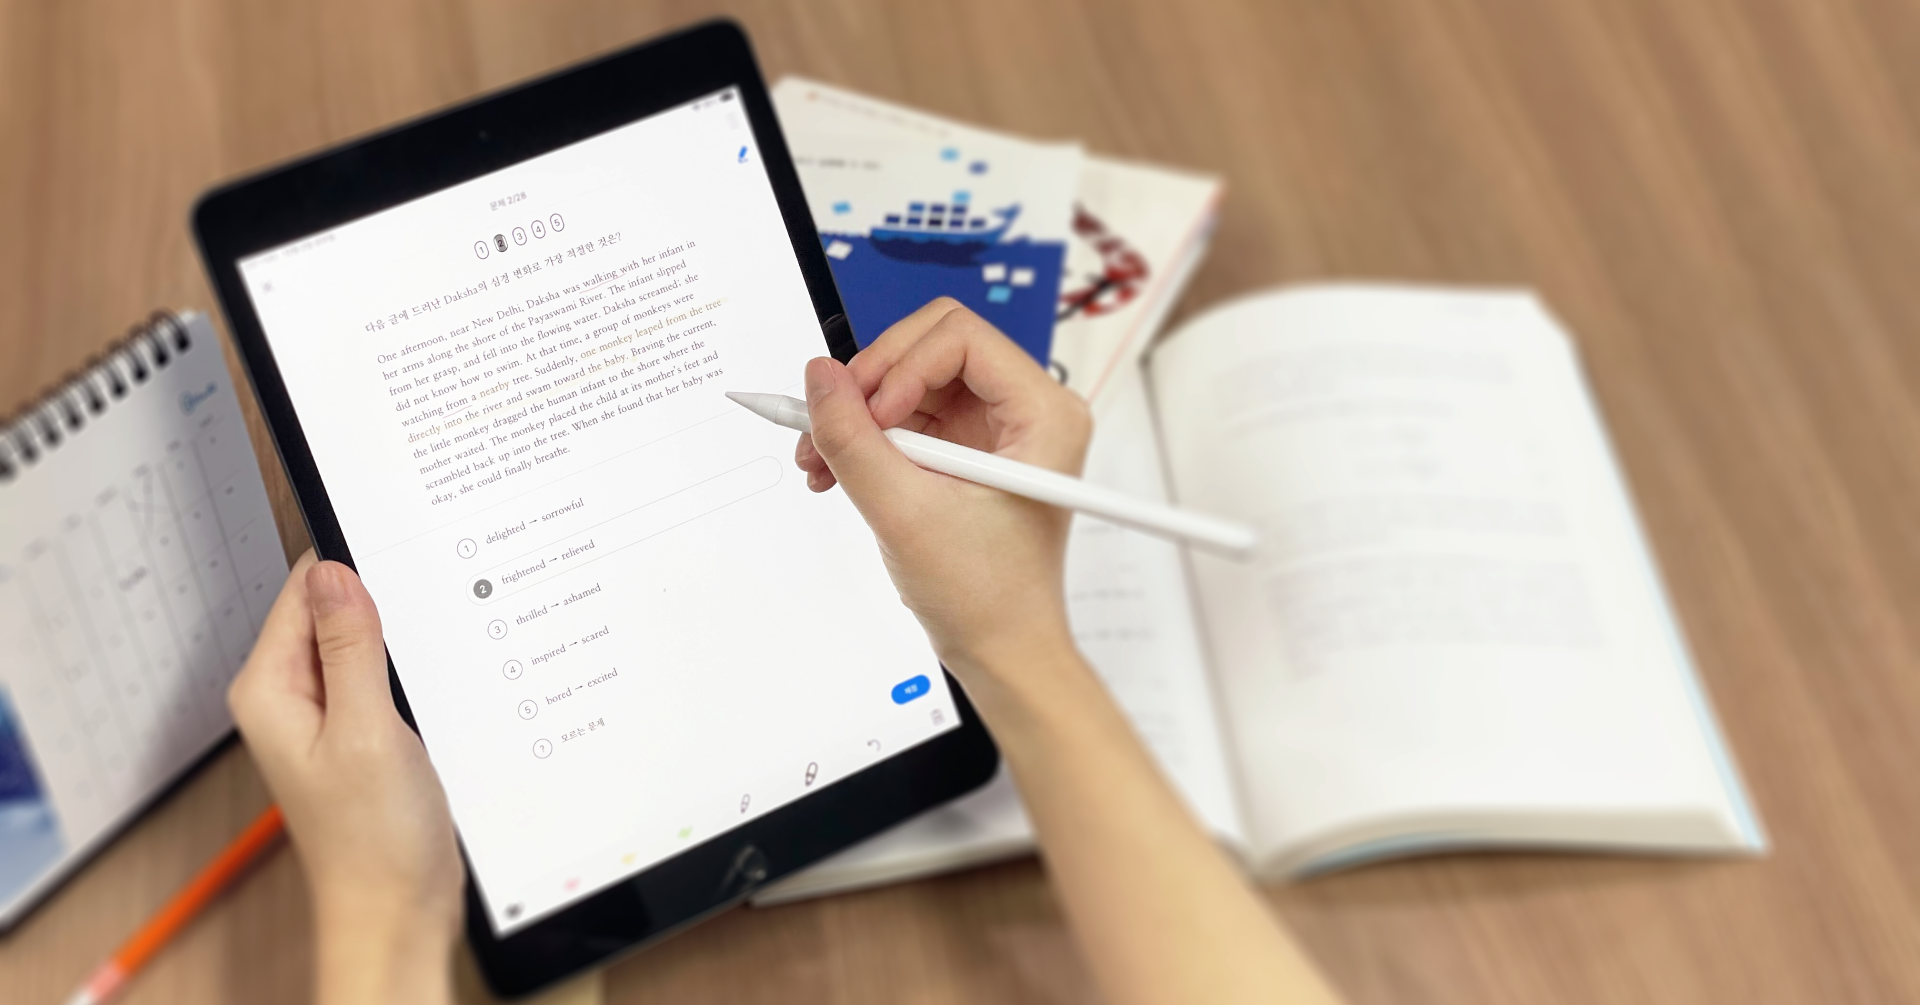 문제 2/28
1 2 3 4 5
다음 글에 드러난 Daksha의 심경 변화로 가장 적절한 것은?
One afternoon, near New Delhi, Daksha was walking with her infant in
her arms along the shore of the Payaswami River. The infant slipped
from her grasp, and fell into the flowing water. Daksha screamed; she
did not know how to swim. At that time, a group of monkeys were
watching from a nearby tree. Suddenly, one monkey leaped from the tree
directly into the river and swam toward the baby. Braving the current,
the little monkey dragged the human infant to the shore where the
mother waited. The monkey placed the child at its mother's feet and
scrambled back up into the tree. When she found that her baby was
okay, she could finally breathe.
1 delighted → sorrowful
2 frightened → relieved
3 thrilled → ashamed
4 inspired → scared
5 bored → excited
? 모르는 문제